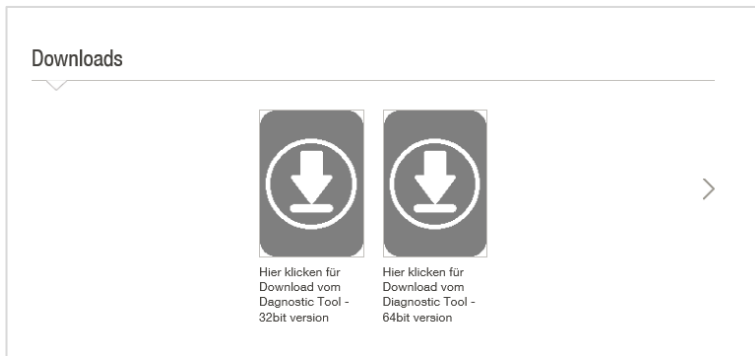 Downloads
Hier klicken für
Download vom
Dagnostic Tool -
32bit version
Hier klicken für
Download vom
Diagnostic Tool -
64bit version